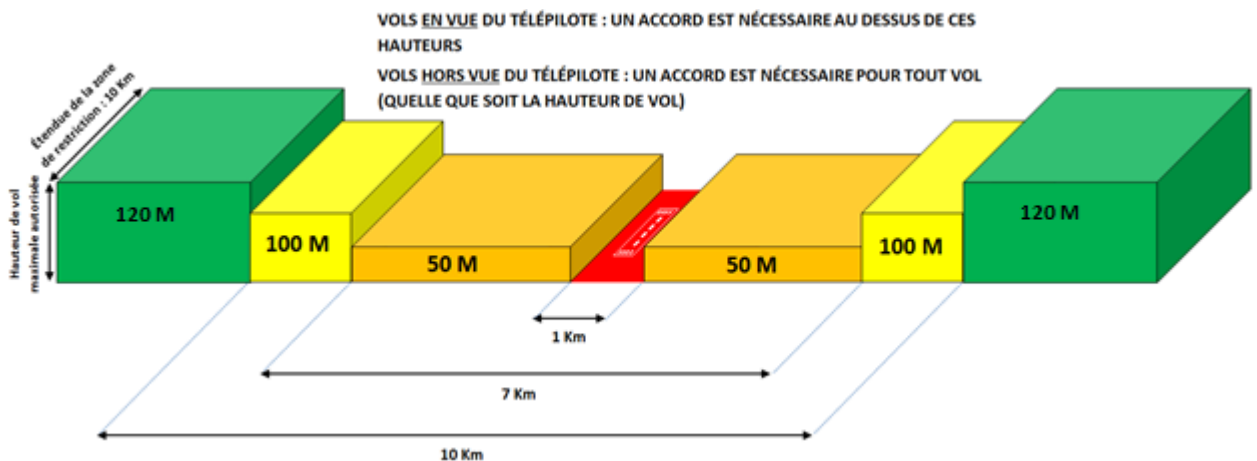 VOLS EN VUE DU TÉLÉPILOTE : UN ACCORD EST NÉCESSAIRE AU DESSUS DE CES
HAUTEURS
VOLS HORS VUE DU TÉLÉPILOTE : UN ACCORD EST NÉCESSAIRE POUR TOUT VOL
(QUELLE QUE SOIT LA HAUTEUR DE VOL)
Étendue de la zone
de restriction : 10 Km
Hauteur de vol
maximale autorisée
120 M
100 M
50 M
50 M
100 M
120 M
1 Km
7 Km
10 Km